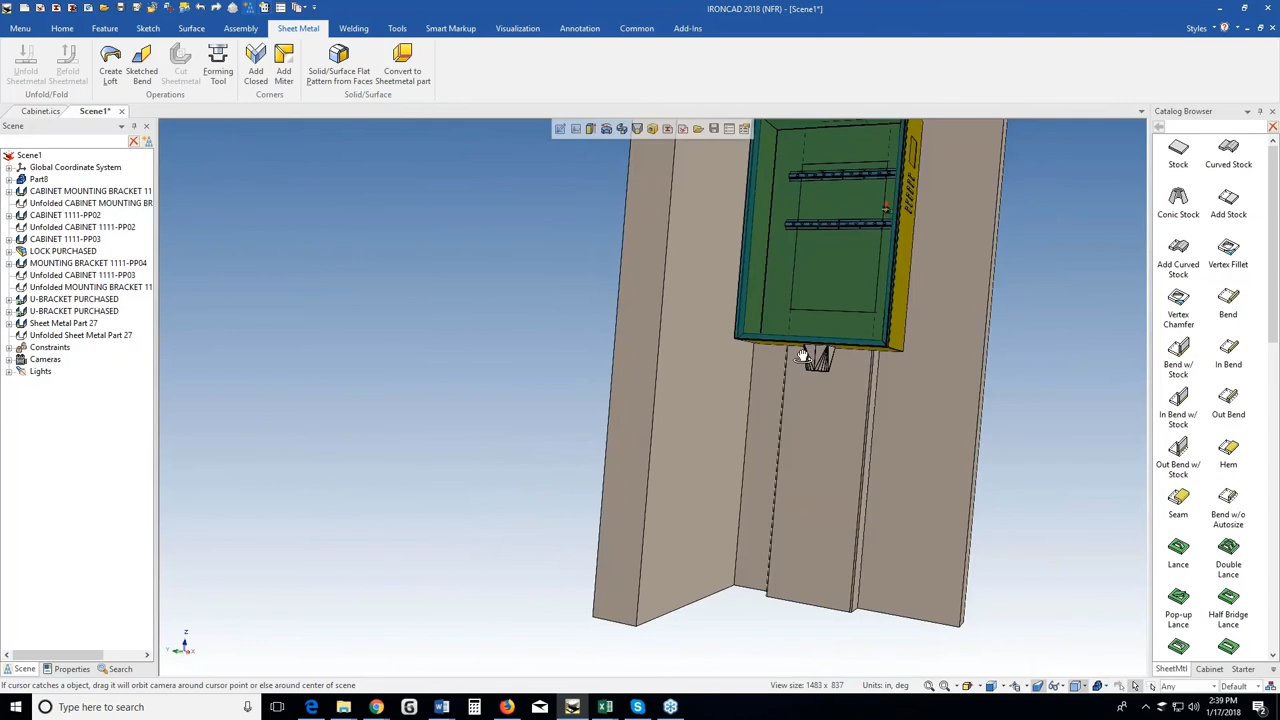 IRONCAD 2018 (NFR) - [Scene1*]
Menu Home Feature Sketch Surface Assembly Sheet Metal Welding Tools Smart Markup Visualization Annotation Common Add-Ins Styles
Unfold Sheetmetal
Refold Sheetmetal
Create Loft
Sketched Bend
Cut Sheetmetal
Forming Tool
Add Closed
Add Miter
Solid/Surface Flat Pattern from Faces
Convert to Sheetmetal part
Unfold/Fold Operations Corners Solid/Surface
Cabinet.ics Scene1*
Scene
Scene1
Global Coordinate System
Part8
CABINET MOUNTING BRACKET 11
Unfolded CABINET MOUNTING BR
CABINET 1111-PP02
Unfolded CABINET 1111-PP02
CABINET 1111-PP03
LOCK PURCHASED
MOUNTING BRACKET 1111-PP04
Unfolded CABINET 1111-PP03
Unfolded MOUNTING BRACKET 1111
U-BRACKET PURCHASED
U-BRACKET PURCHASED
Sheet Metal Part 27
Unfolded Sheet Metal Part 27
Constraints
Cameras
Lights
Scene Properties Search
Z
Y
X
Catalog Browser
Stock Curved Stock
Conic Stock Add Stock
Add Curved Stock Vertex Fillet
Vertex Chamfer Bend
Bend w/ Stock In Bend
In Bend w/ Stock Out Bend
Out Bend w/ Stock Hem
Seam Bend w/o Autosize
Lance Double Lance
Pop-up Lance Half Bridge Lance
SheetMtl Cabinet Starter
If cursor catches a object, drag it will orbit camera around cursor point or else around center of scene
View size: 1483 x 837 Units: in, deg Any Default
Type here to search
2:39 PM
1/17/2018